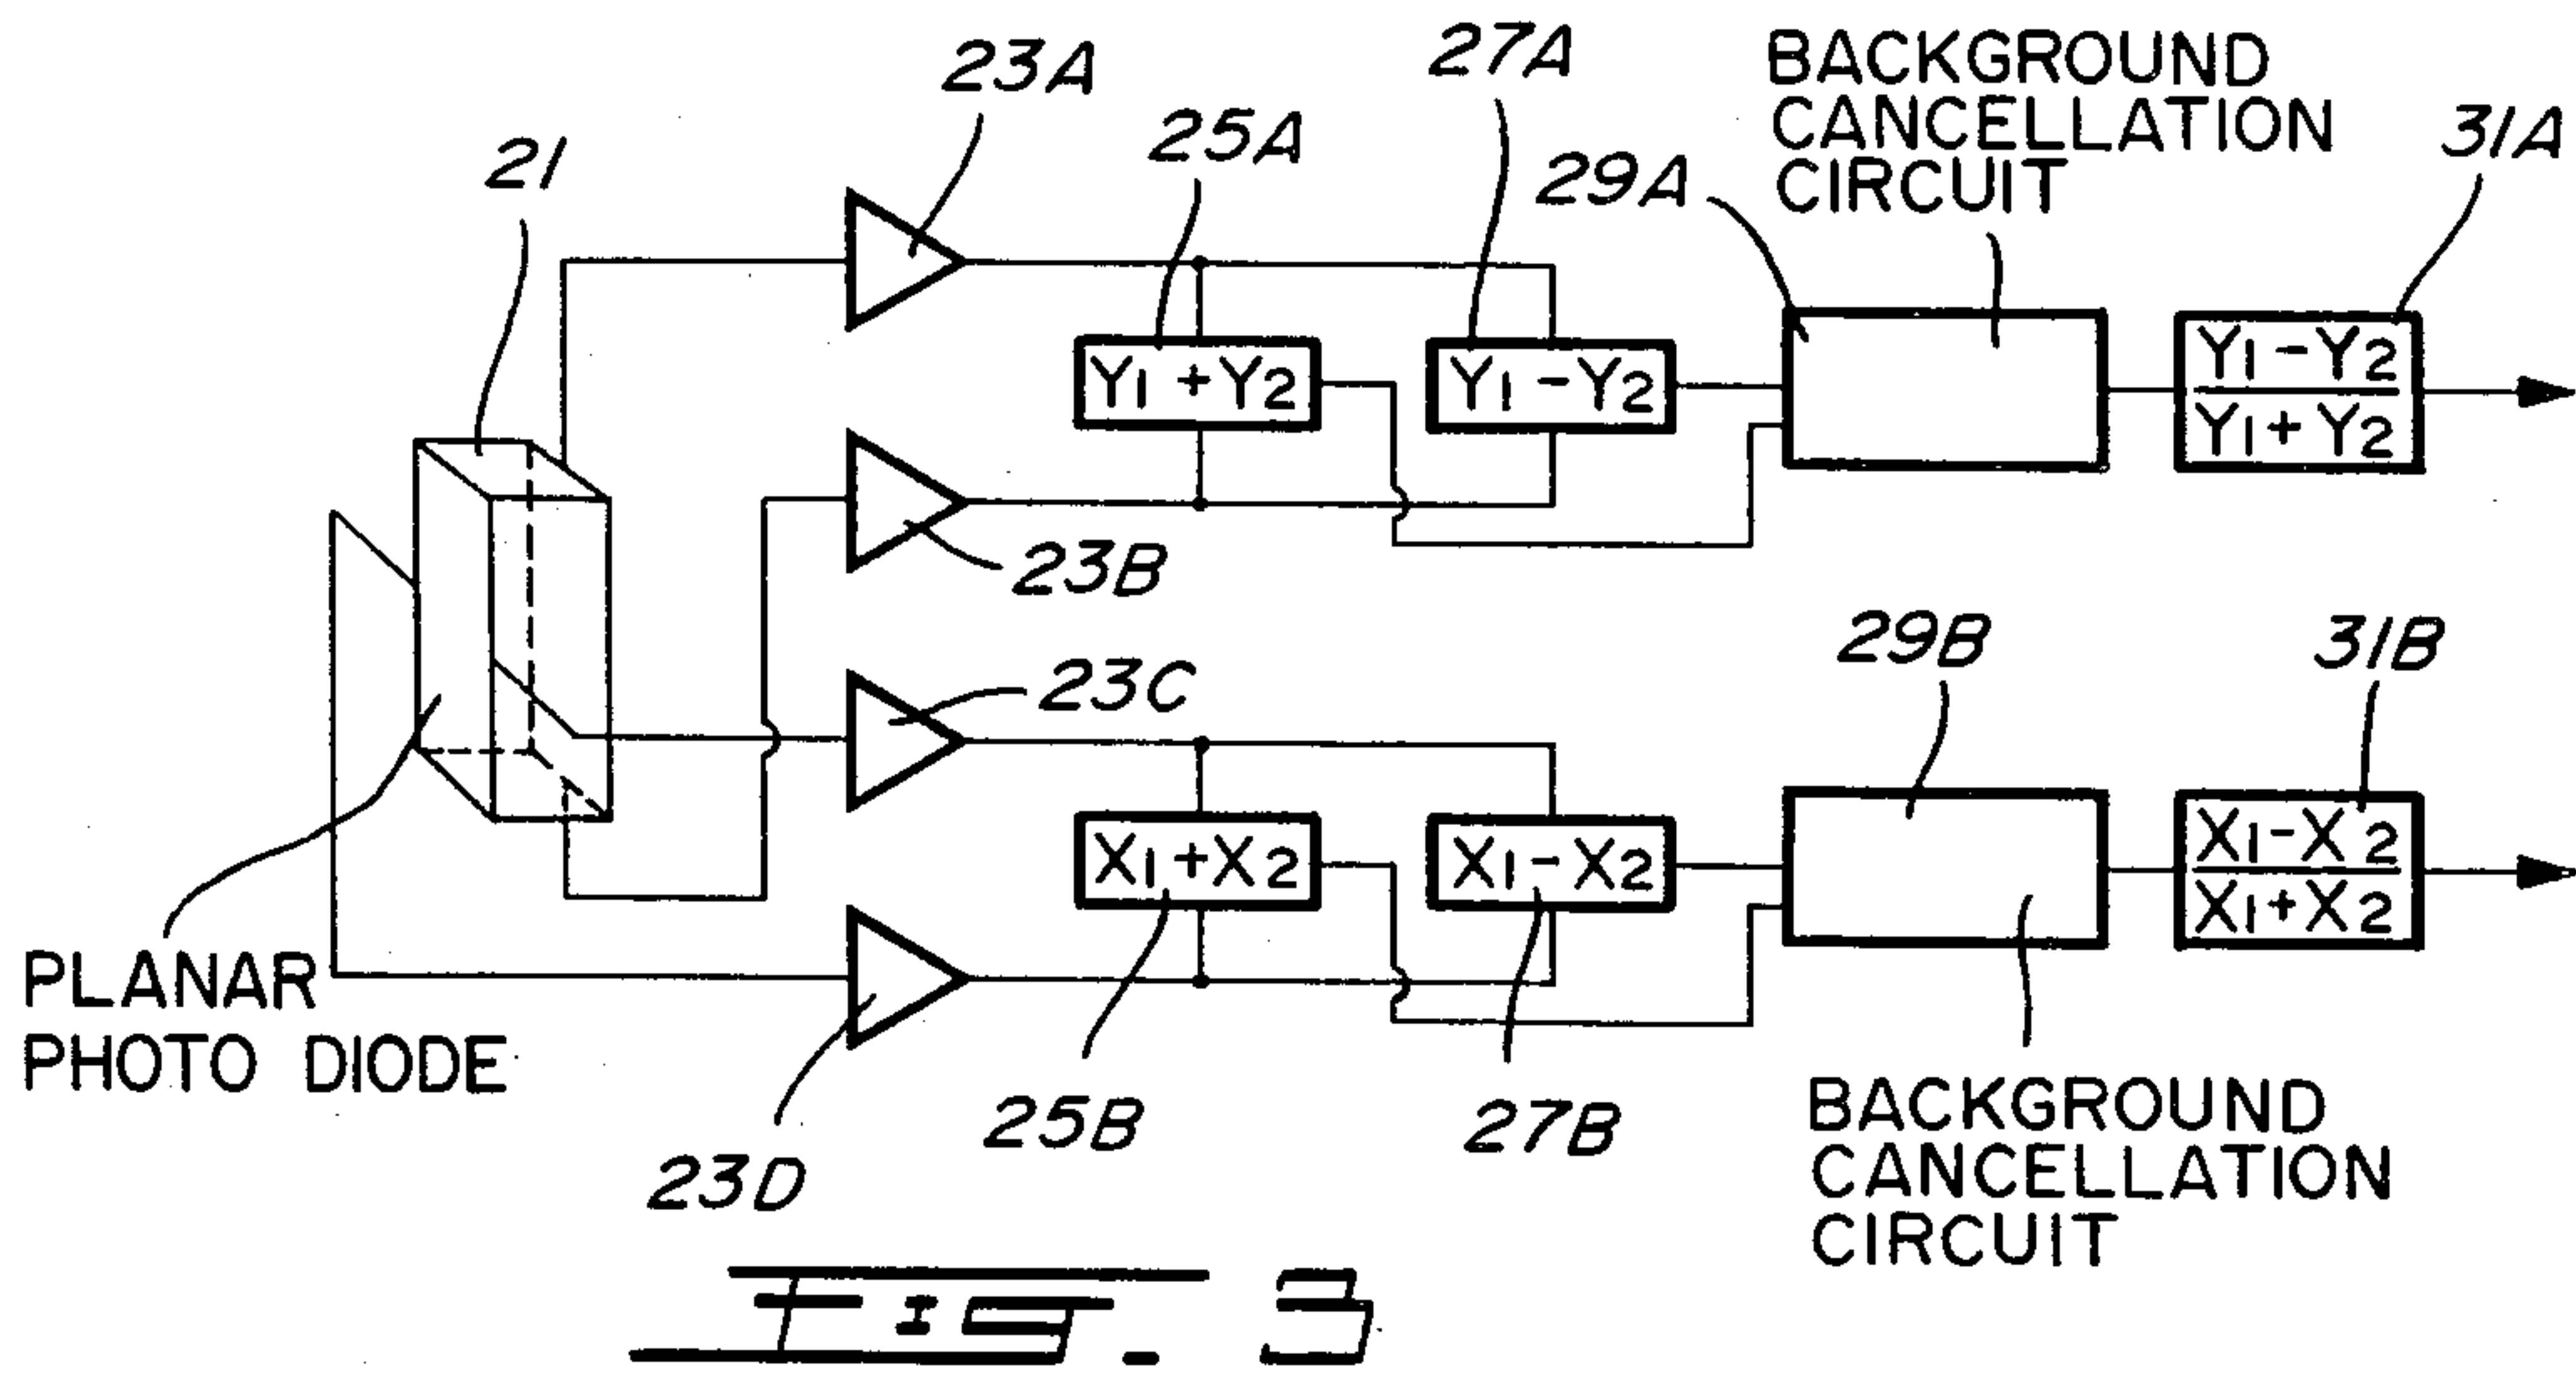 23A
27A
BACKGROUND
CANCELLATION
CIRCUIT
25A
31A
21
29A
Y1 + Y2
Y1 - Y2
Y1 - Y2
Y1 + Y2
23B
23C
29B
31B
X1 + X2
X1 - X2
X1 - X2
X1 + X2
PLANAR
PHOTO DIODE
23D
25B
27B
BACKGROUND
CANCELLATION
CIRCUIT
FIG. 3